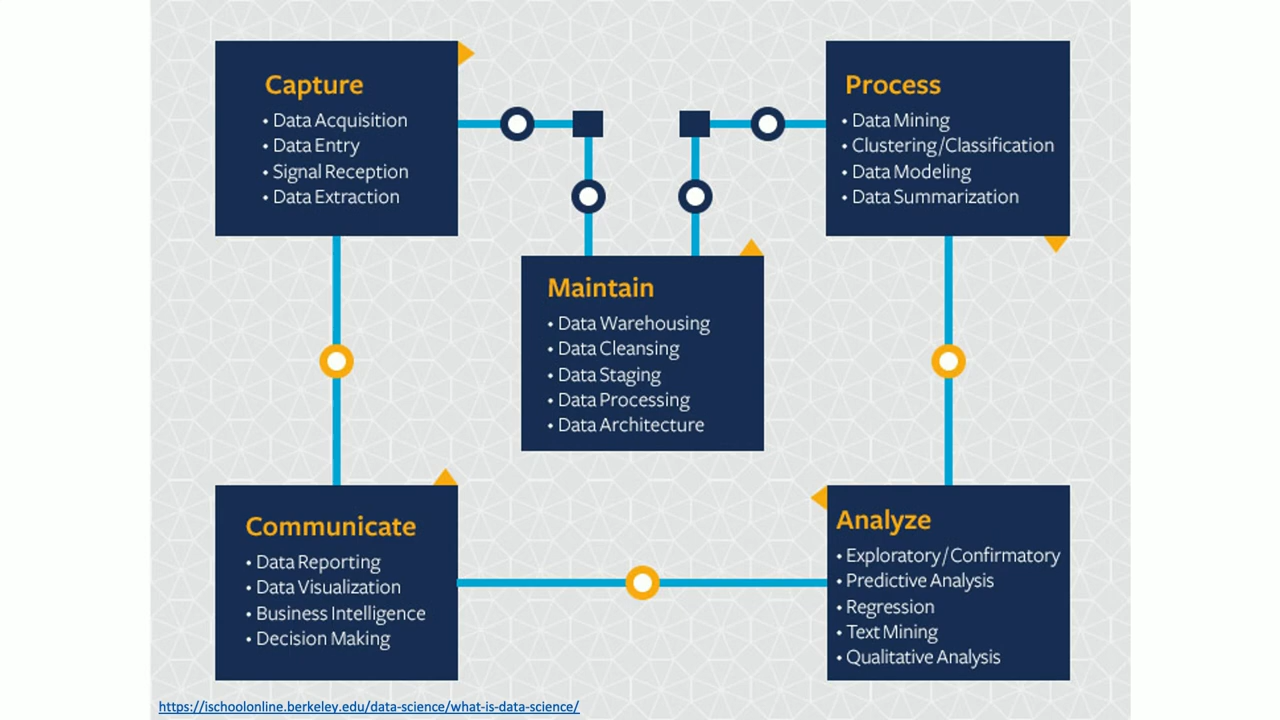 Capture
• Data Acquisition
• Data Entry
• Signal Reception
• Data Extraction
Process
• Data Mining
• Clustering/Classification
• Data Modeling
• Data Summarization
Maintain
• Data Warehousing
• Data Cleansing
• Data Staging
• Data Processing
• Data Architecture
Communicate
• Data Reporting
• Data Visualization
• Business Intelligence
• Decision Making
Analyze
• Exploratory/Confirmatory
• Predictive Analysis
• Regression
• Text Mining
• Qualitative Analysis
https://ischoolonline.berkeley.edu/data-science/what-is-data-science/